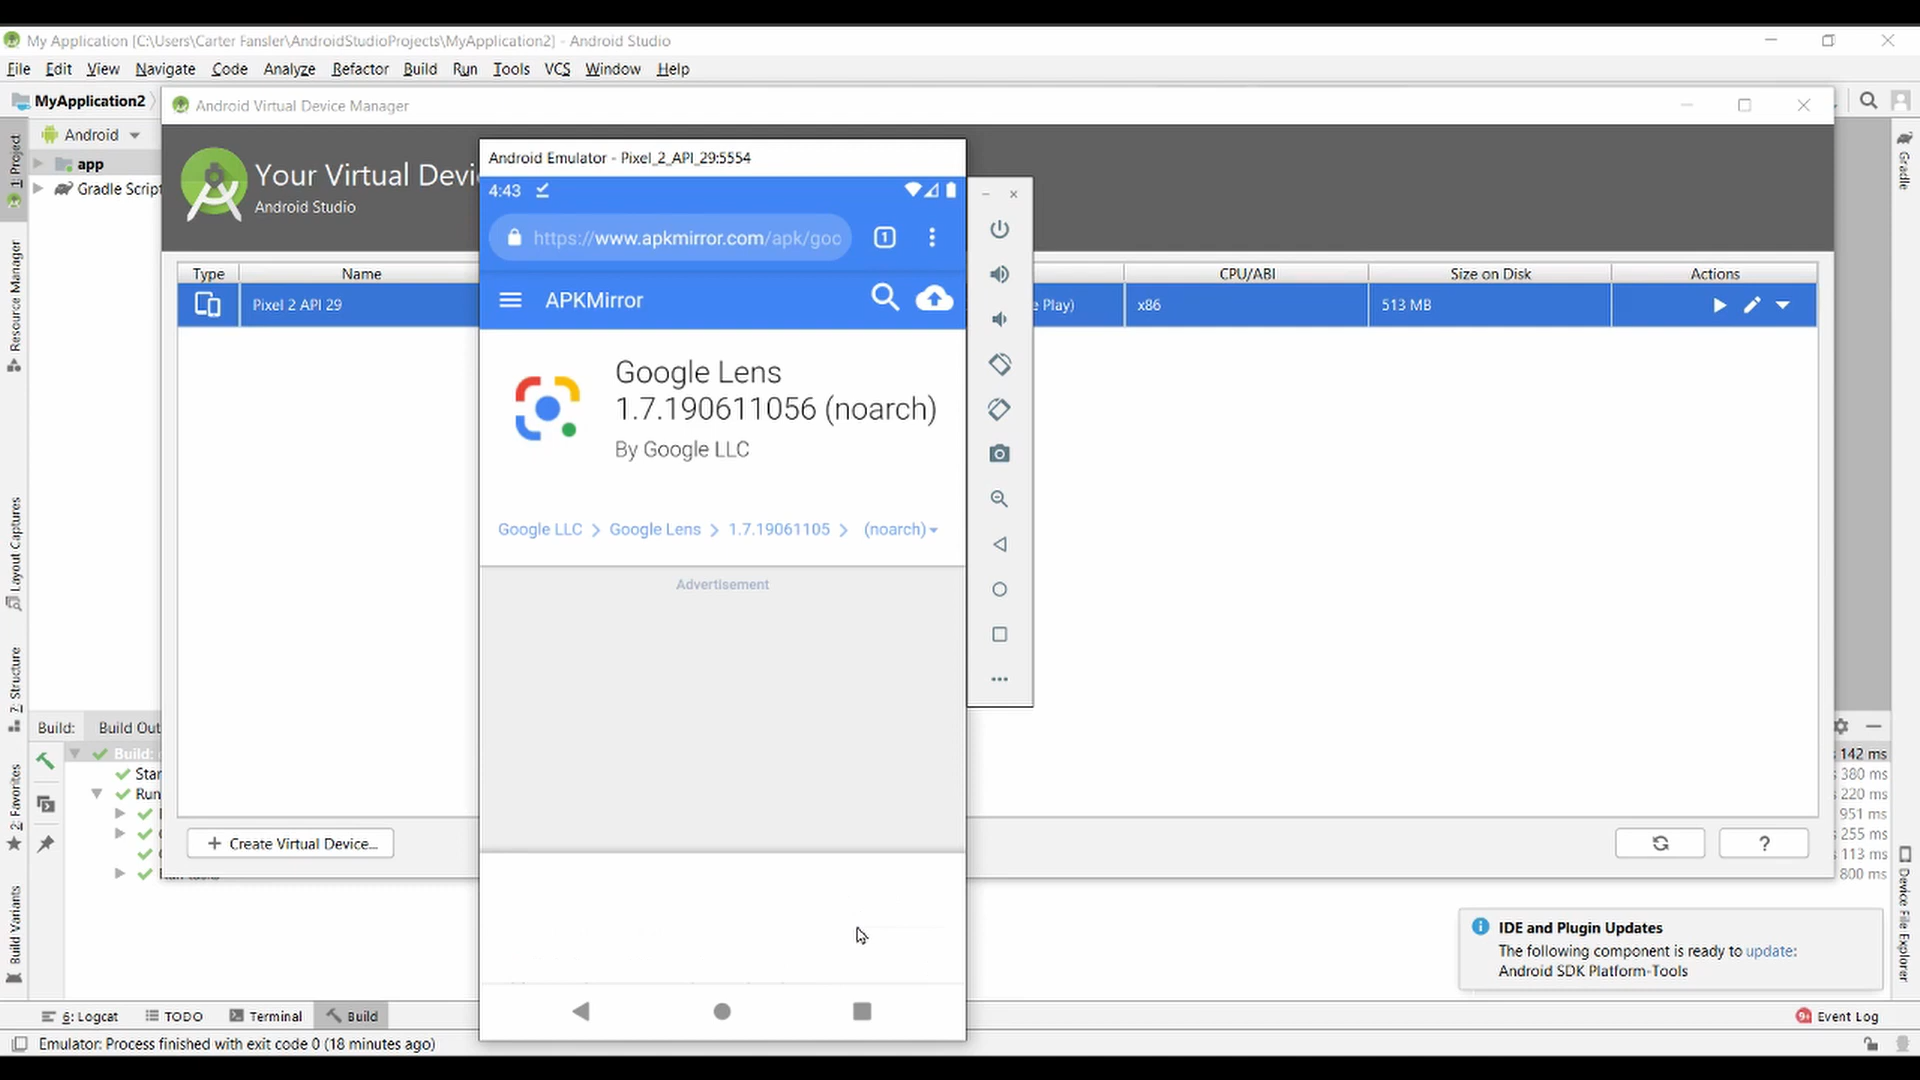 My Application [C:\Users\Carter Fansler\AndroidStudioProjects\MyApplication2] - Android Studio
File Edit View Navigate Code Analyze Refactor Build Run Tools VCS Window Help
MyApplication2
Android Virtual Device Manager
Android
app
Gradle Script
Your Virtual Devi
Android Studio
Android Emulator - Pixel_2_API_29:5554
4:43
https://www.apkmirror.com/apk/goo
1
APKMirror
Google Lens
1.7.190611056 (noarch)
By Google LLC
Google LLC > Google Lens > 1.7.19061105 > (noarch)
Advertisement
Type Name CPU/ABI Size on Disk Actions
Pixel 2 API 29 e Play) x86 513 MB
+ Create Virtual Device...
?
1: Project
Resource Manager
Layout Captures
7: Structure
2: Favorites
Build Variants
Gradle
Device File Explorer
Build: Build Out
Build:
Star
Run
142 ms
380 ms
220 ms
951 ms
255 ms
113 ms
800 ms
IDE and Plugin Updates
The following component is ready to update:
Android SDK Platform-Tools
6: Logcat TODO Terminal Build
9+ Event Log
Emulator: Process finished with exit code 0 (18 minutes ago)